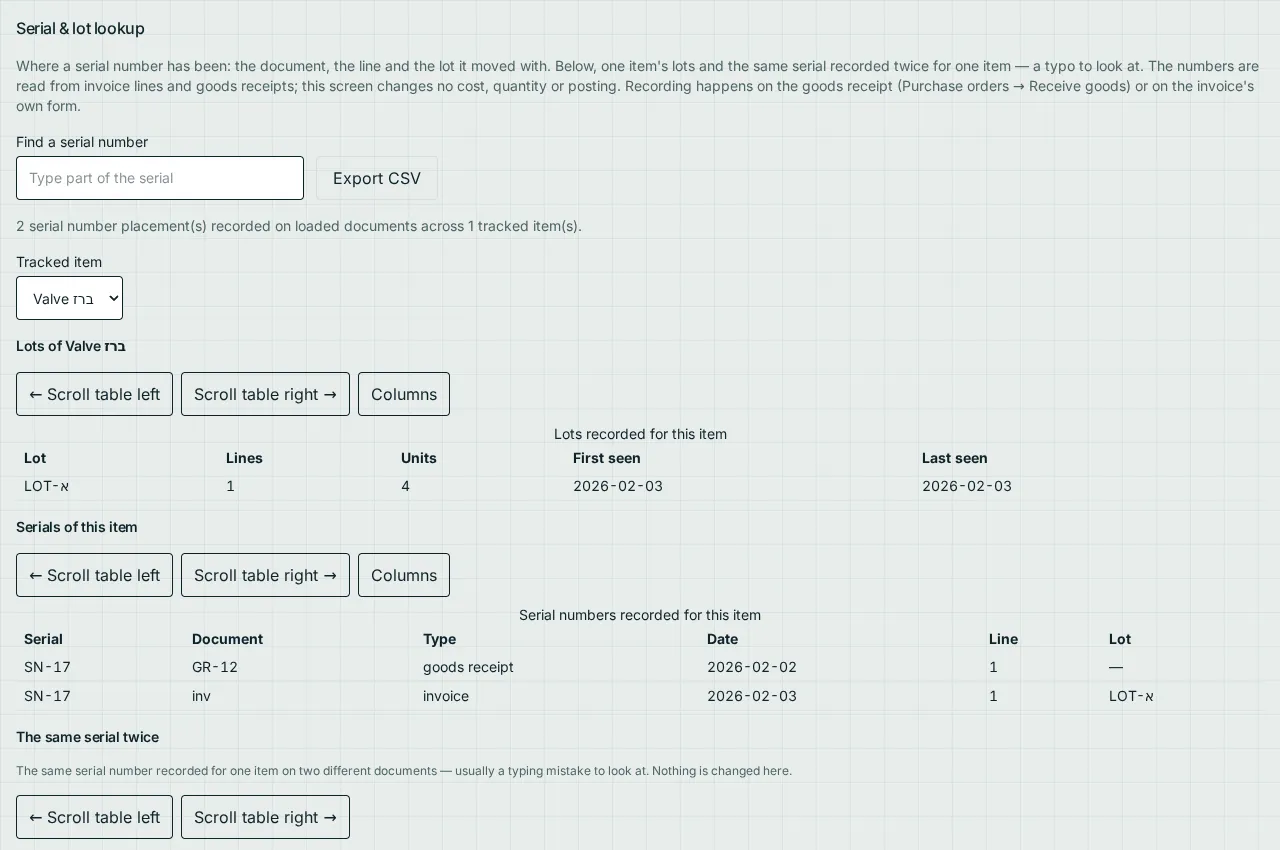 Serial & lot lookup
Where a serial number has been: the document, the line and the lot it moved with. Below, one item's lots and the same serial recorded twice for one item — a typo to look at. The numbers are
read from invoice lines and goods receipts; this screen changes no cost, quantity or posting. Recording happens on the goods receipt (Purchase orders → Receive goods) or on the invoice's
own form.
Find a serial number
Type part of the serial Export CSV
2 serial number placement(s) recorded on loaded documents across 1 tracked item(s).
Tracked item
Valve ברז
Lots of Valve ברז
← Scroll table left Scroll table right → Columns
Lots recorded for this item
Lot Lines Units First seen Last seen
LOT-א 1 4 2026-02-03 2026-02-03
Serials of this item
← Scroll table left Scroll table right → Columns
Serial numbers recorded for this item
Serial Document Type Date Line Lot
SN-17 GR-12 goods receipt 2026-02-02 1 —
SN-17 inv invoice 2026-02-03 1 LOT-א
The same serial twice
The same serial number recorded for one item on two different documents — usually a typing mistake to look at. Nothing is changed here.
← Scroll table left Scroll table right →